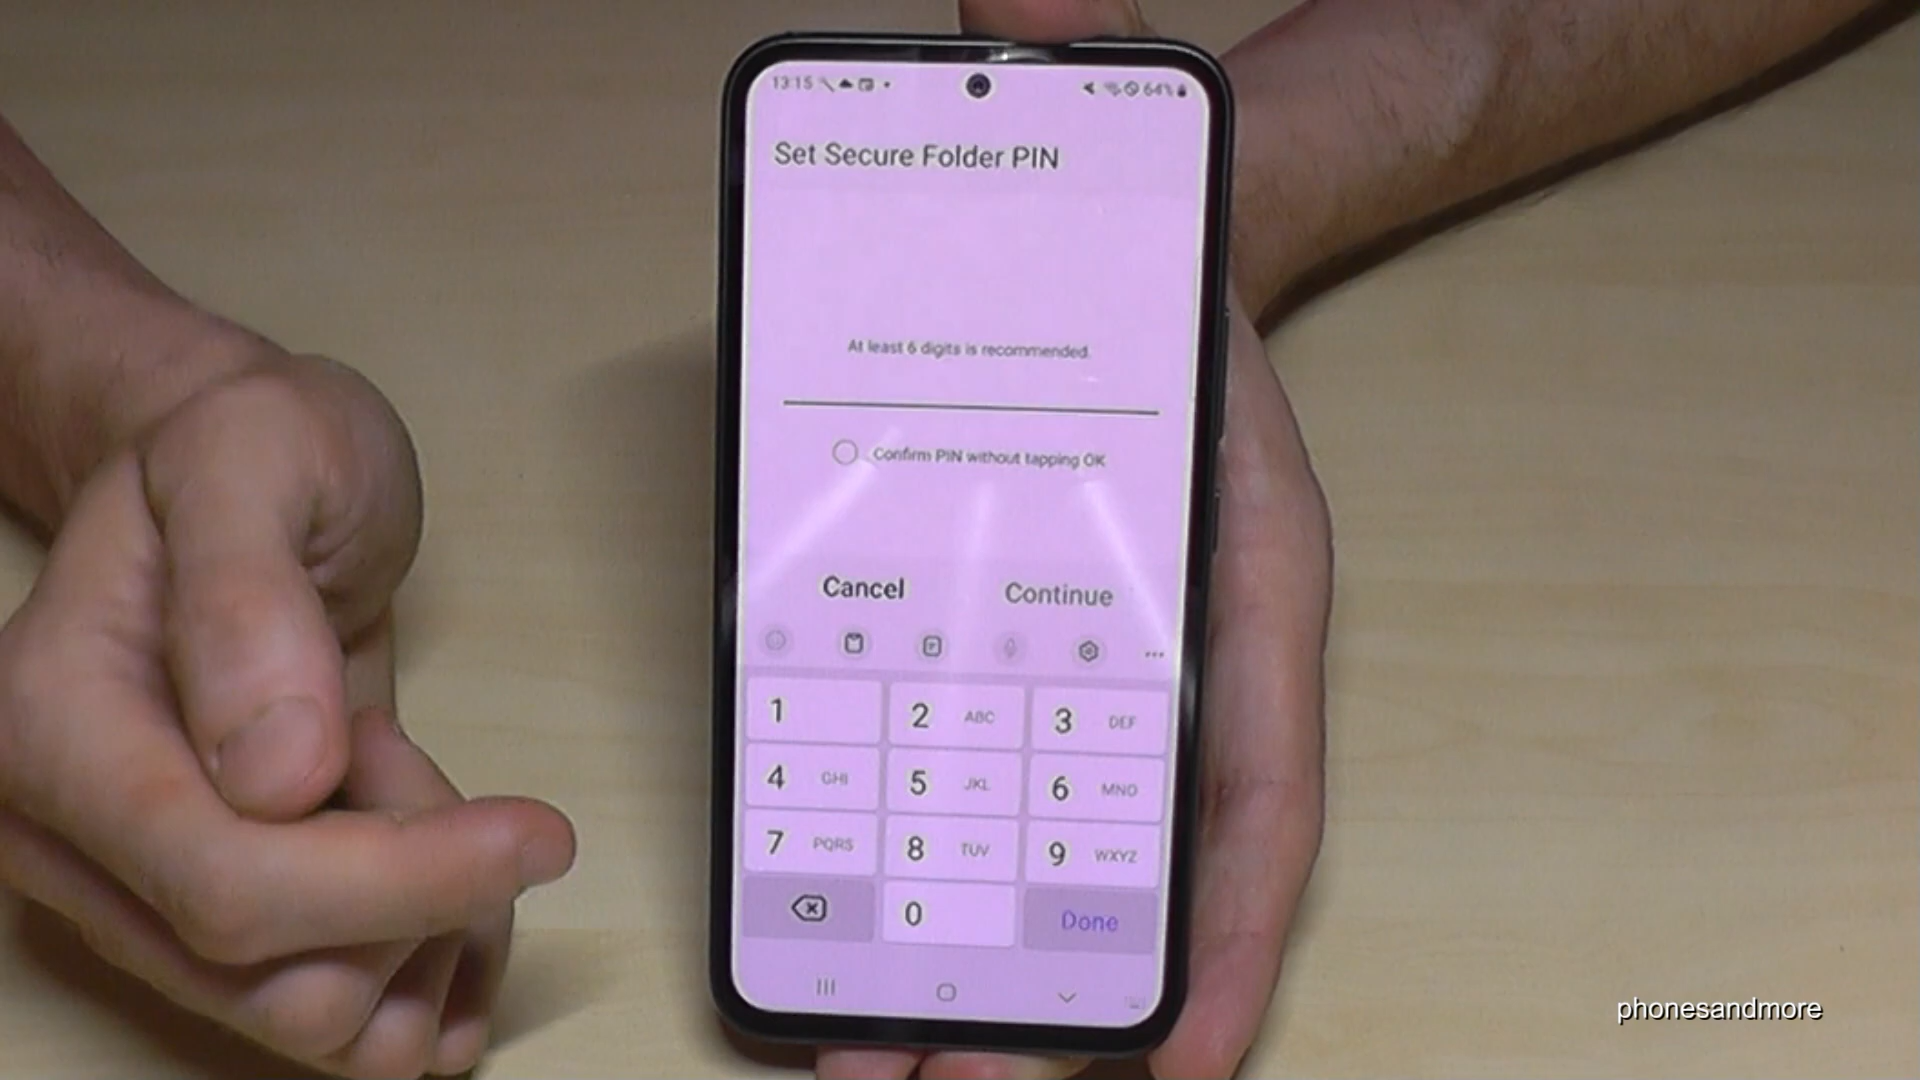 13:15
64%
Set Secure Folder PIN
At least 6 digits is recommended.
Confirm PIN without tapping OK
Cancel
Continue
1
2 ABC
3 DEF
4 GHI
5 JKL
6 MNO
7 PQRS
8 TUV
9 WXYZ
0
Done
phonesandmore